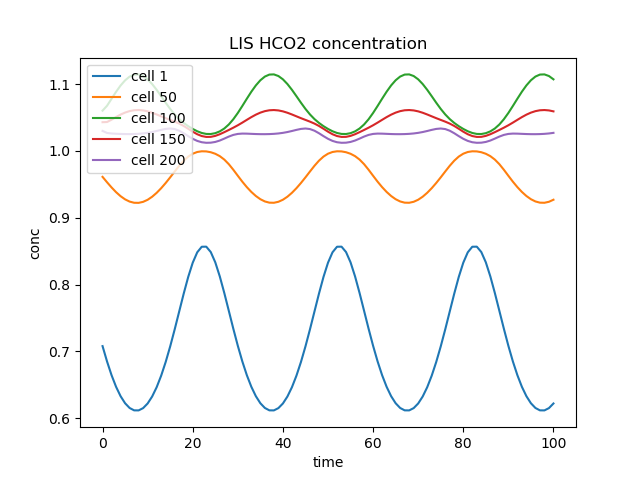 LIS HCO2 concentration
cell 1
cell 50
cell 100
cell 150
cell 200
1.1
1.0
0.9
0.8
0.7
0.6
conc
0 20 40 60 80 100
time